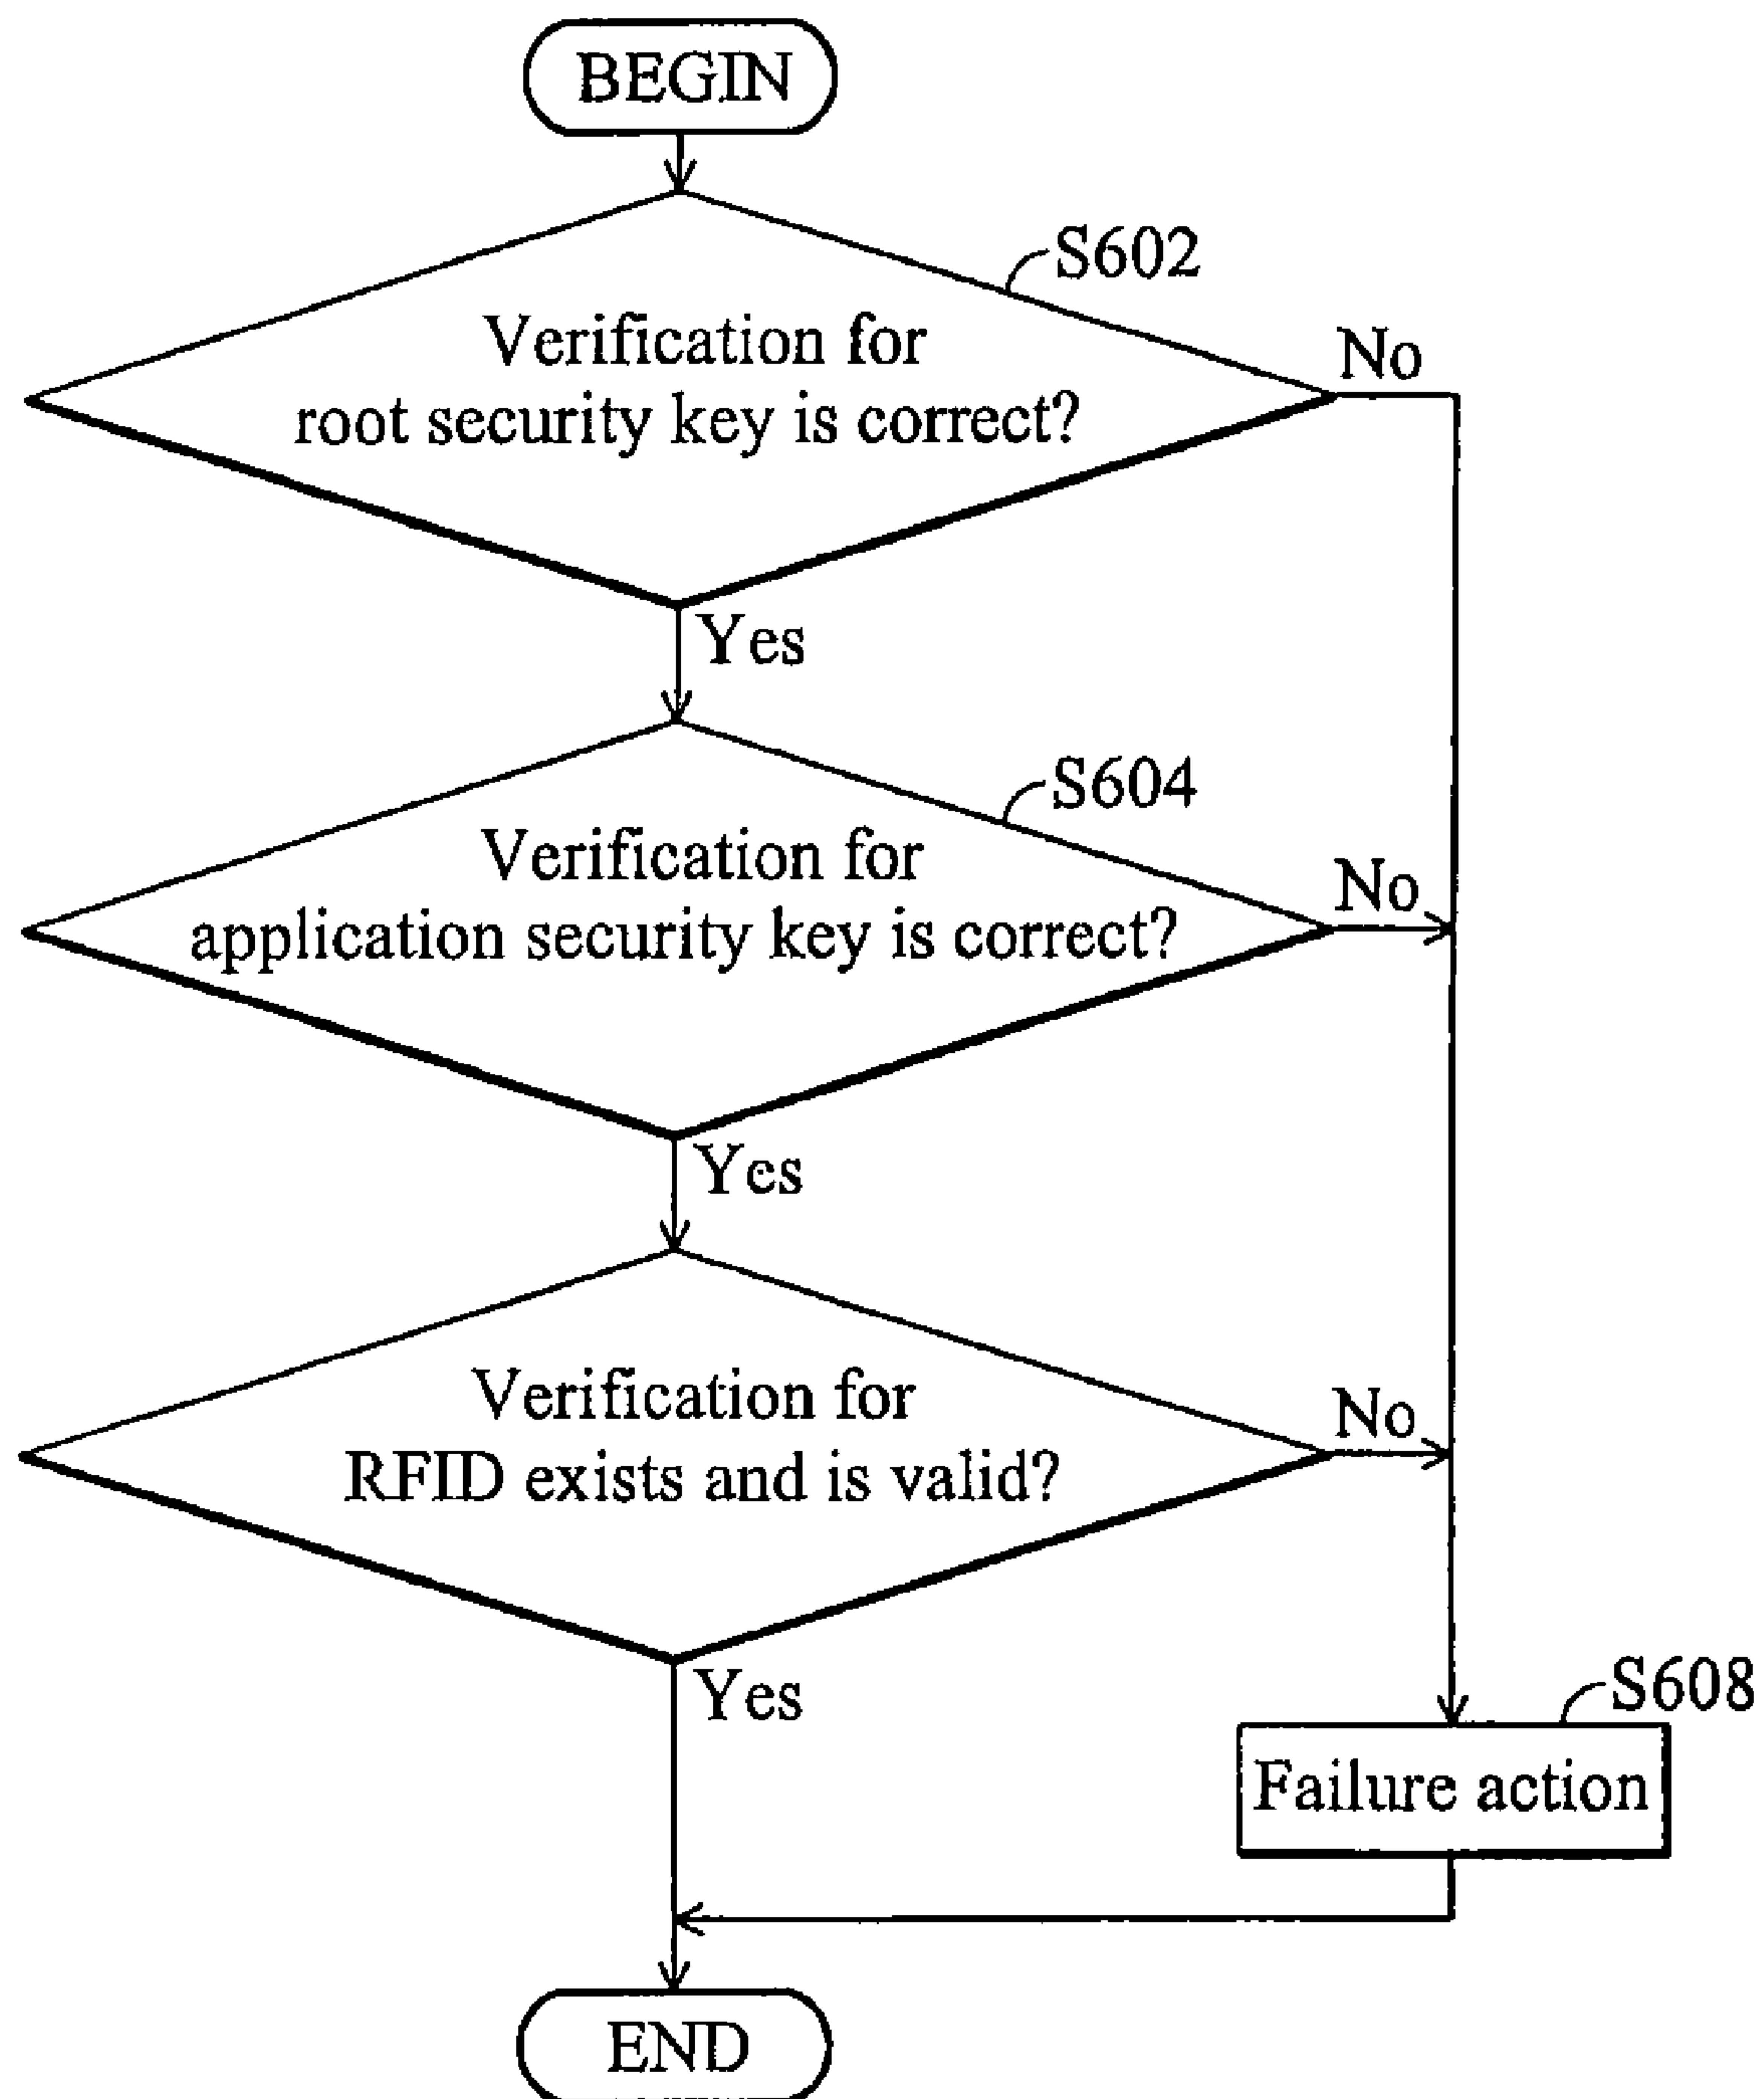 BEGIN
S602
Verification for
root security key is correct?
No
Yes
S604
Verification for
application security key is correct?
No
Yes
Verification for
RFID exists and is valid?
No
Yes
S608
Failure action
END